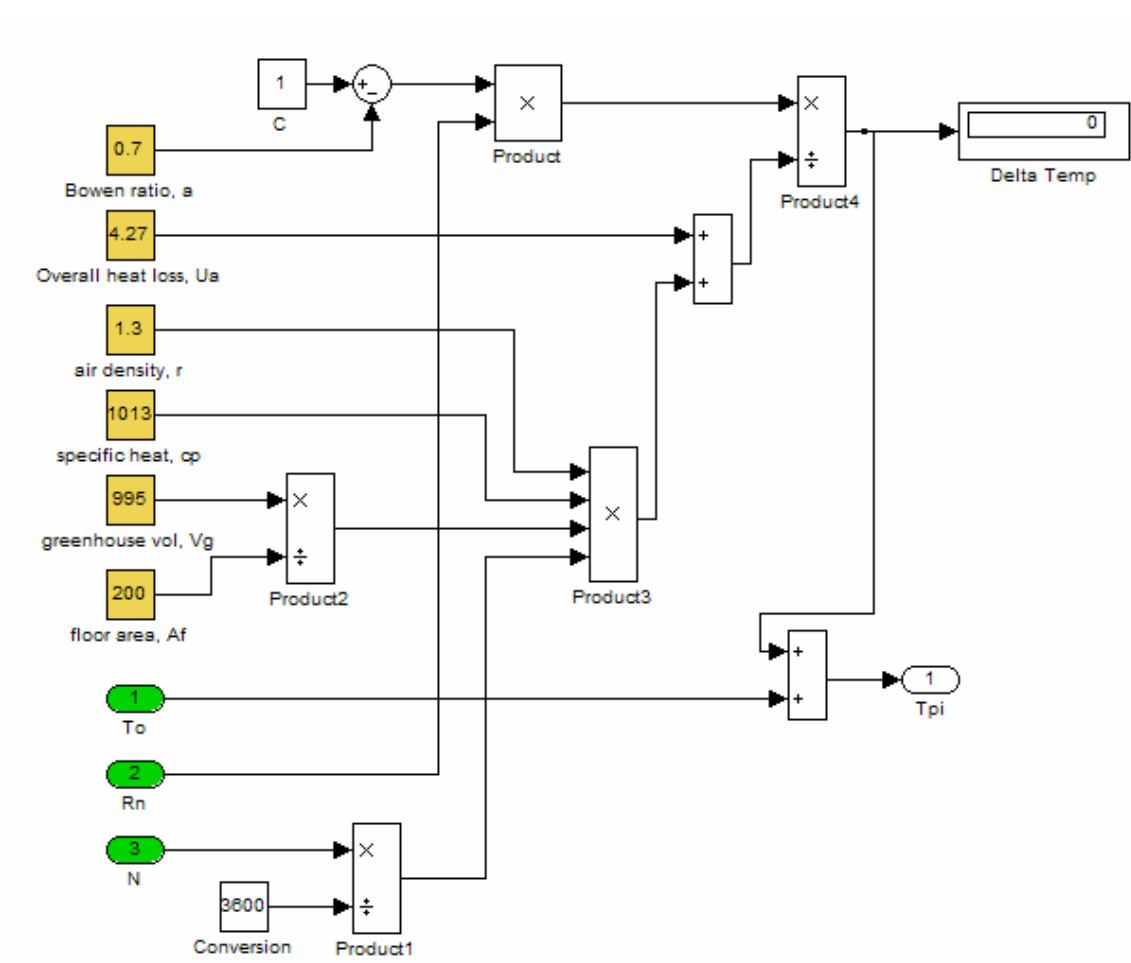 1
+
−
C
×
Product
×
÷
Product4
0
Delta Temp
0.7
Bowen ratio, a
4.27
Overall heat loss, Ua
+
+
1.3
air density, r
1013
specific heat, cp
995
greenhouse vol, Vg
×
÷
Product2
×
Product3
200
floor area, Af
1
To
+
+
1
Tpi
2
Rn
3
N
×
÷
Product1
3600
Conversion